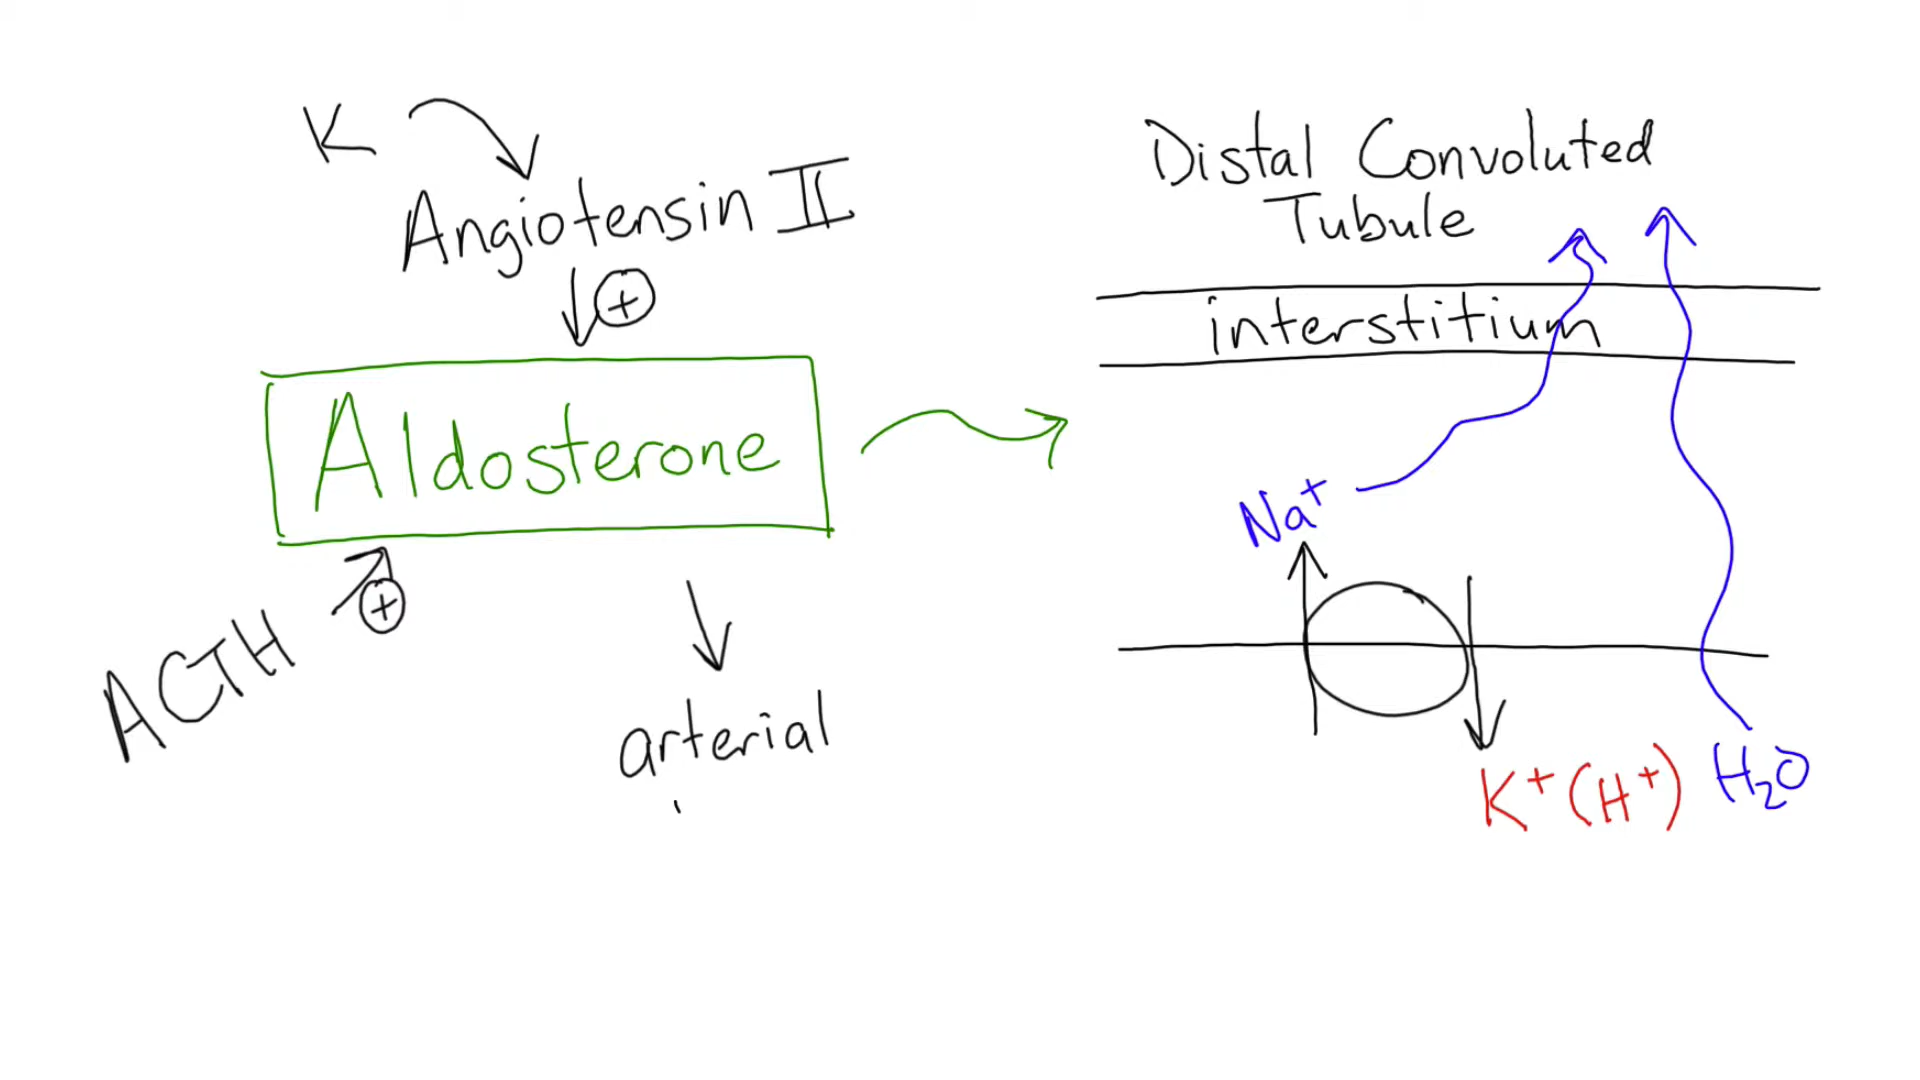 K
Angiotensin II
+
Aldosterone
+
ACTH
arterial
Distal Convoluted
Tubule
interstitium
Na⁺
K⁺(H⁺) H₂O